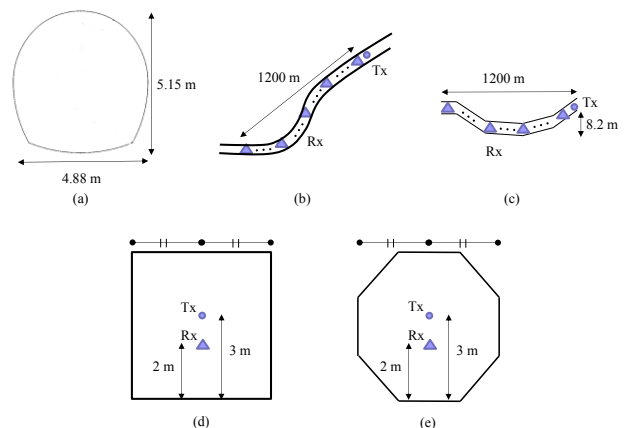 5.15 m
4.88 m
(a)
1200 m
Tx
Rx
(b)
1200 m
Tx
8.2 m
Rx
(c)
Tx
Rx
2 m
3 m
(d)
Tx
Rx
2 m
3 m
(e)